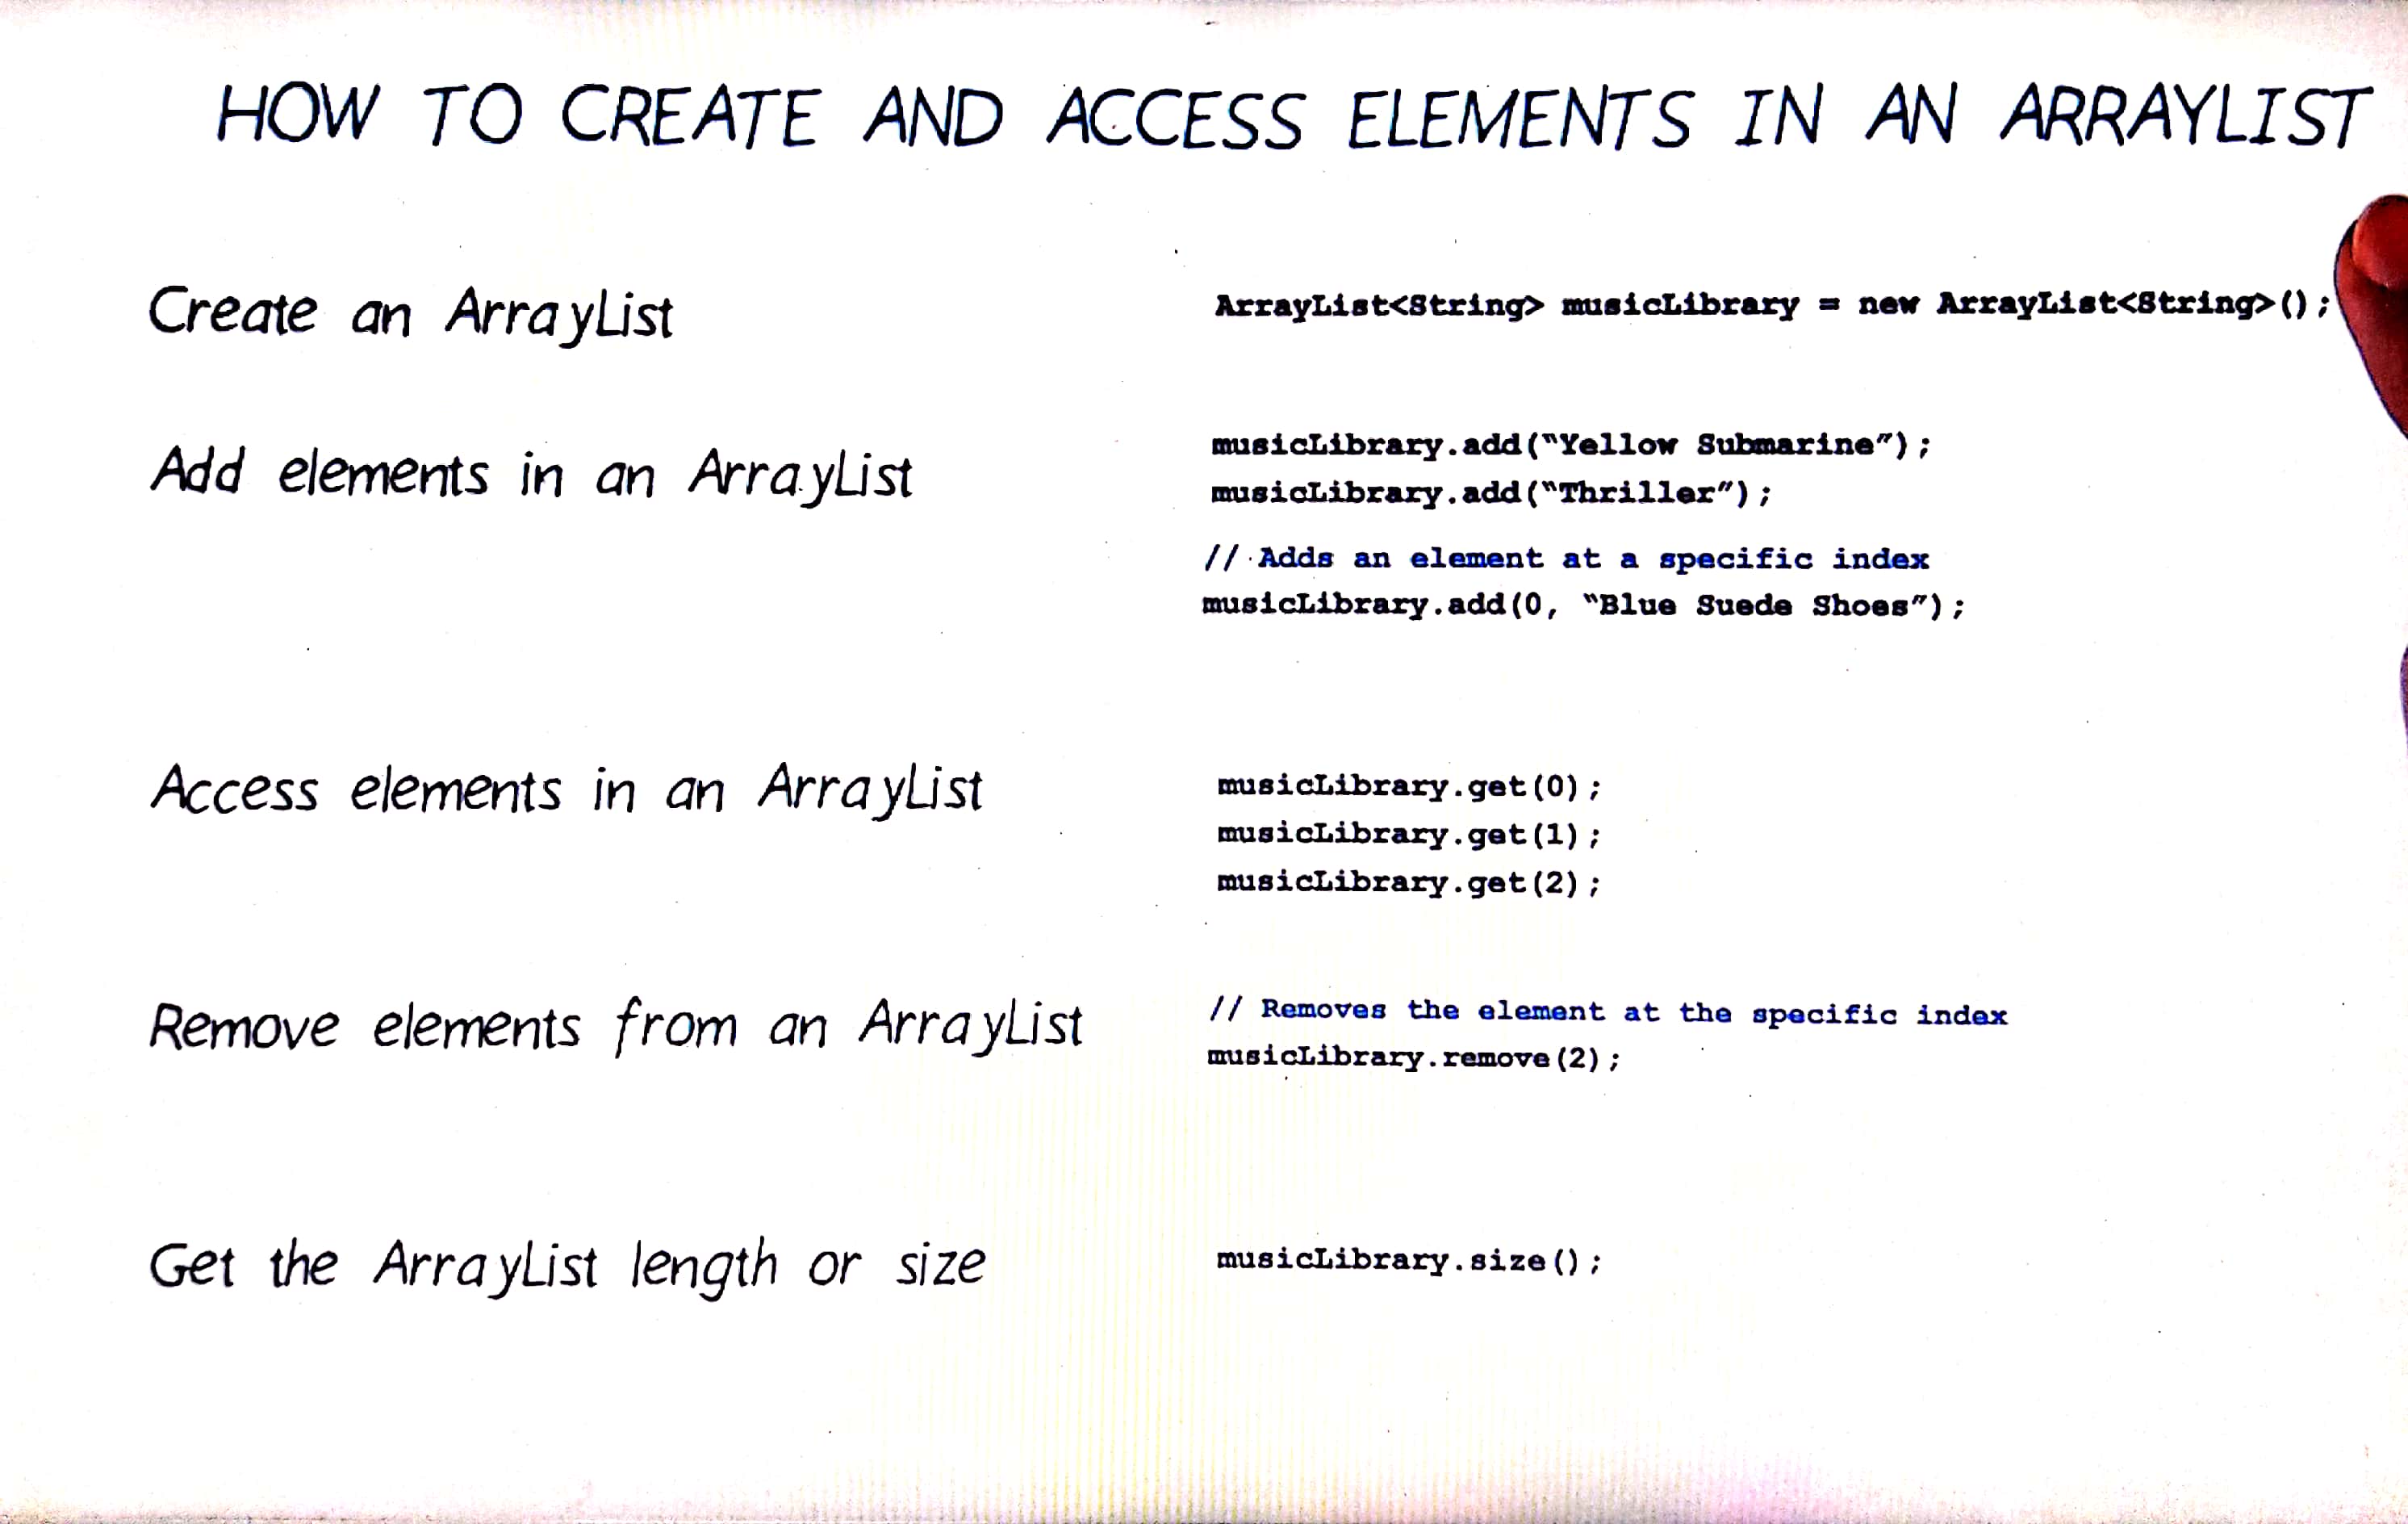 HOW TO CREATE AND ACCESS ELEMENTS IN AN ARRAYLIST
Create an ArrayList
ArrayList<String> musicLibrary = new ArrayList<String>();
Add elements in an ArrayList
musicLibrary.add(“Yellow Submarine”);
musicLibrary.add(“Thriller”);
// Adds an element at a specific index
musicLibrary.add(0, “Blue Suede Shoes”);
Access elements in an ArrayList
musicLibrary.get(0);
musicLibrary.get(1);
musicLibrary.get(2);
Remove elements from an ArrayList
// Removes the element at the specific index
musicLibrary.remove(2);
Get the ArrayList length or size
musicLibrary.size();